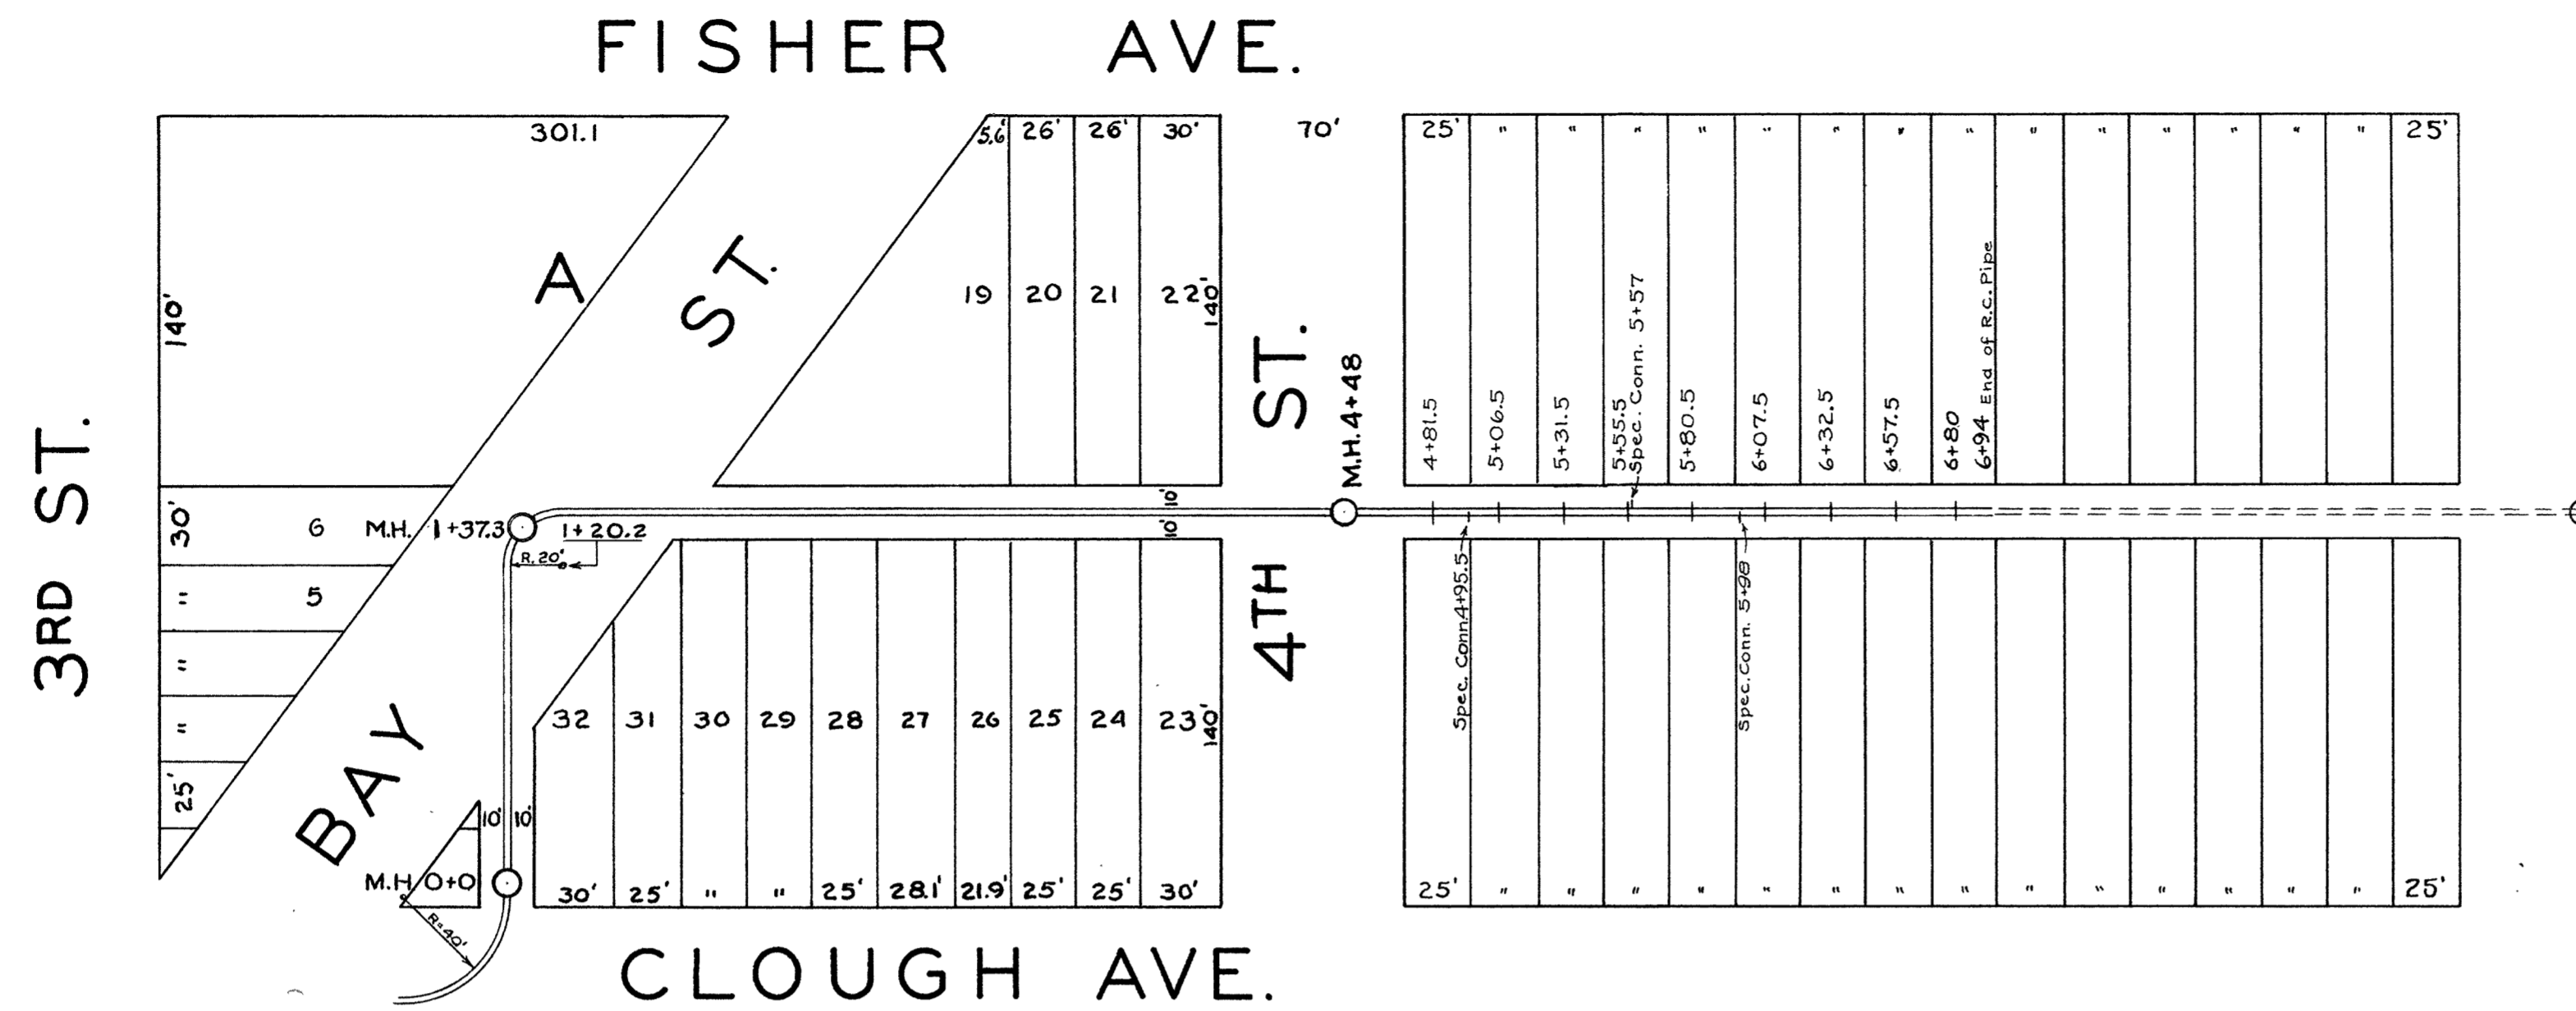 FISHER AVE.
301.1
5.6' 26' 26' 30'
70'
25' " " " " " " " " " " " " " " 25'
140'
A
ST.
19 20 21 22
140'
3RD ST.
4TH ST.
M.H. 4+48
4+81.5
5+06.5
5+31.5
5+55.5
Spec. Conn. 5+57
5+80.5
6+07.5
6+32.5
6+57.5
6+80
6+94 End of R.C. Pipe
30' 6 M.H. 1+37.3 1+20.2
R. 20'
10' 10'
" 5
"
"
25'
Spec. Conn. 4+95.5
Spec. Conn. 5+98
BAY
32 31 30 29 28 27 26 25 24 23
140'
10' 10'
M.H. 0+0
R=40'
30' 25' " " 25' 28.1' 21.9' 25' 25' 30'
25' " " " " " " " " " " " " " " 25'
CLOUGH AVE.